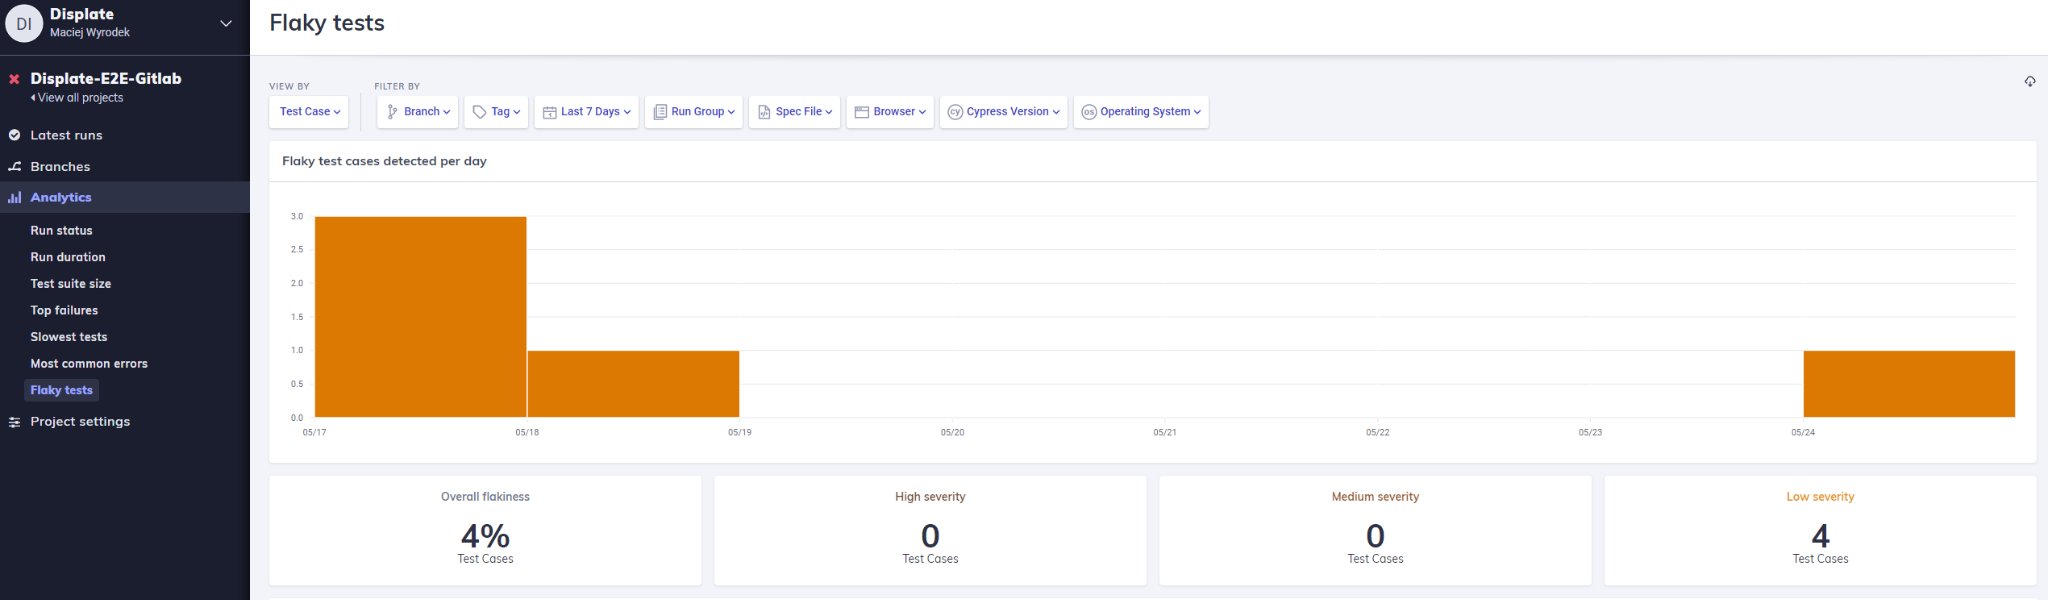 DI
Displate
Maciej Wyrodek
Displate-E2E-Gitlab
View all projects
Latest runs
Branches
Analytics
Run status
Run duration
Test suite size
Top failures
Slowest tests
Most common errors
Flaky tests
Project settings
Flaky tests
VIEW BY
FILTER BY
Test Case
Branch
Tag
Last 7 Days
Run Group
Spec File
Browser
cy Cypress Version
os Operating System
Flaky test cases detected per day
3.0
2.5
2.0
1.5
1.0
0.5
0.0
05/17 05/18 05/19 05/20 05/21 05/22 05/23 05/24
Overall flakiness
4%
Test Cases
High severity
0
Test Cases
Medium severity
0
Test Cases
Low severity
4
Test Cases